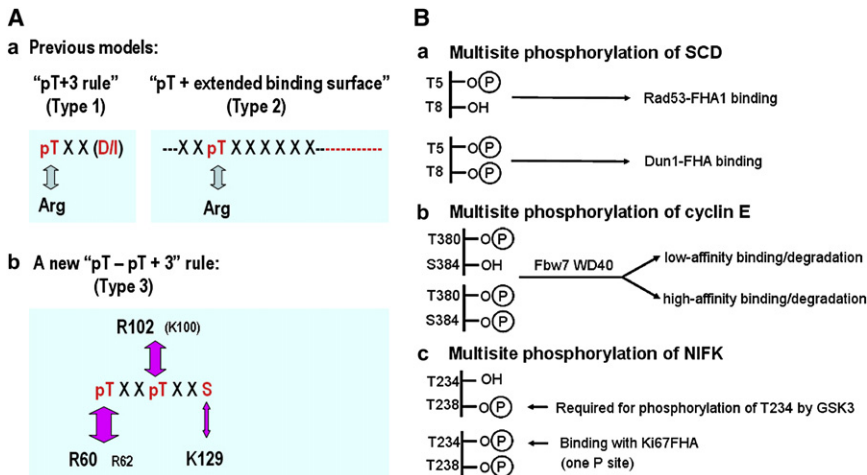 A
a Previous models:
"pT+3 rule"
(Type 1)
"pT + extended binding surface"
(Type 2)
pT X X (D/I)
Arg
---X X pT X X X X X X-------------
Arg
b A new "pT – pT + 3" rule:
(Type 3)
R102 (K100)
pT X X pT X X S
R60 R62
K129
B
a Multisite phosphorylation of SCD
T5 O P
T8 OH
Rad53-FHA1 binding
T5 O P
T8 O P
Dun1-FHA binding
b Multisite phosphorylation of cyclin E
T380 O P
S384 OH
Fbw7 WD40
low-affinity binding/degradation
T380 O P
S384 O P
high-affinity binding/degradation
c Multisite phosphorylation of NIFK
T234 OH
T238 O P
Required for phosphorylation of T234 by GSK3
T234 O P
T238 O P
Binding with Ki67FHA
(one P site)